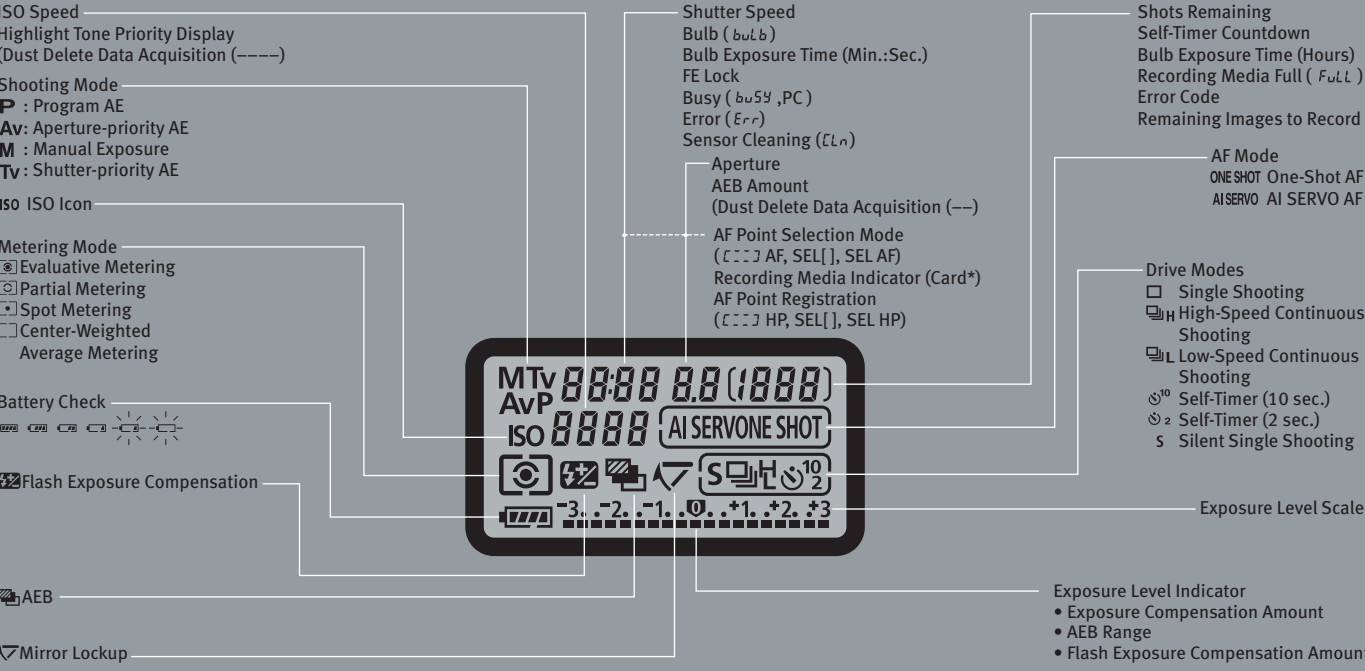 ISO Speed
Highlight Tone Priority Display
(Dust Delete Data Acquisition (––––)
Shooting Mode
P : Program AE
Av: Aperture-priority AE
M : Manual Exposure
Tv : Shutter-priority AE
ISO ISO Icon
Metering Mode
Evaluative Metering
Partial Metering
Spot Metering
Center-Weighted
Average Metering
Battery Check
Flash Exposure Compensation
AEB
Mirror Lockup
Shutter Speed
Bulb ( buLb )
Bulb Exposure Time (Min.:Sec.)
FE Lock
Busy ( buSY ,PC )
Error ( Err)
Sensor Cleaning (CLn)
Aperture
AEB Amount
(Dust Delete Data Acquisition (––)
AF Point Selection Mode
([---] AF, SEL[ ], SEL AF)
Recording Media Indicator (Card*)
AF Point Registration
([---] HP, SEL[ ], SEL HP)
Shots Remaining
Self-Timer Countdown
Bulb Exposure Time (Hours)
Recording Media Full ( FuLL )
Error Code
Remaining Images to Record
AF Mode
ONE SHOT One-Shot AF
AI SERVO AI SERVO AF
Drive Modes
Single Shooting
H High-Speed Continuous
Shooting
L Low-Speed Continuous
Shooting
10 Self-Timer (10 sec.)
2 Self-Timer (2 sec.)
S Silent Single Shooting
Exposure Level Scale
Exposure Level Indicator
• Exposure Compensation Amount
• AEB Range
• Flash Exposure Compensation Amount
MTv 88:88 8.8 (1888)
AvP
ISO 8888 AI SERVONE SHOT
S H L 10 2
-3. .-2. .-1. .0. .+1. .+2. .+3